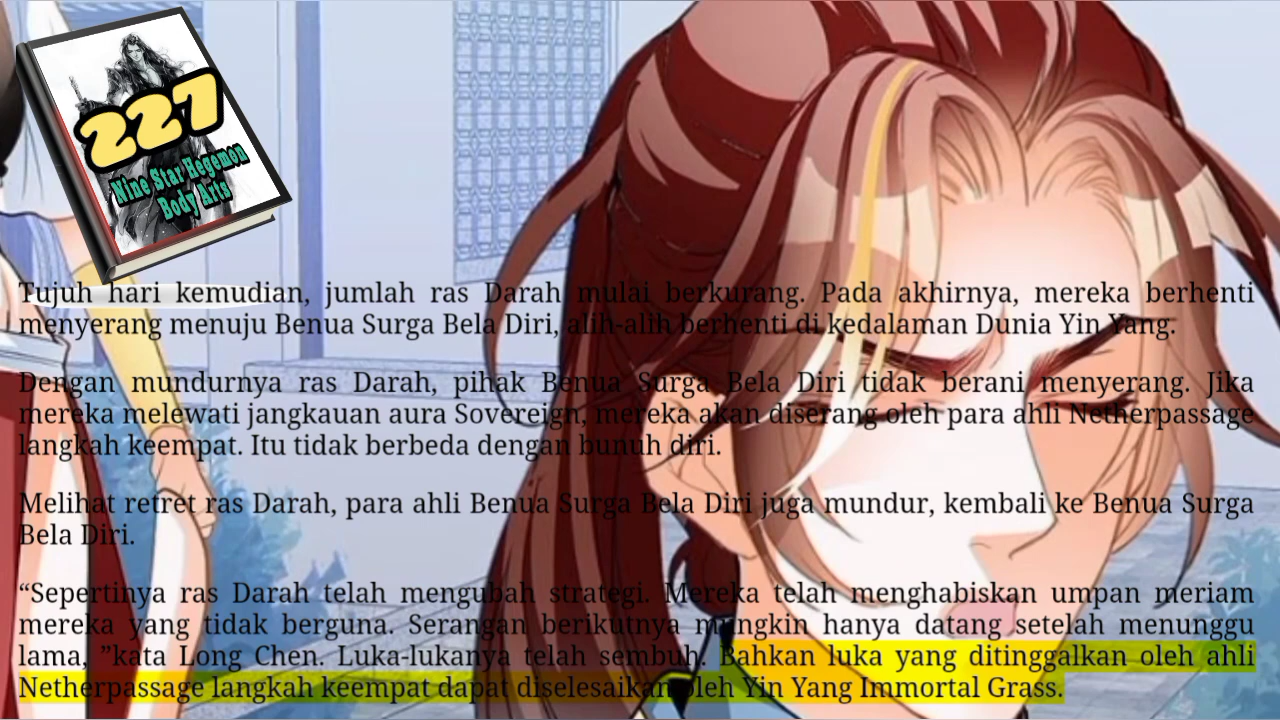 227
Nine Star Hegemon
Body Arts
Tujuh hari kemudian, jumlah ras Darah mulai berkurang. Pada akhirnya, mereka berhenti
menyerang menuju Benua Surga Bela Diri, alih-alih berhenti di kedalaman Dunia Yin Yang.
Dengan mundurnya ras Darah, pihak Benua Surga Bela Diri tidak berani menyerang. Jika
mereka melewati jangkauan aura Sovereign, mereka akan diserang oleh para ahli Netherpassage
langkah keempat. Itu tidak berbeda dengan bunuh diri.
Melihat retret ras Darah, para ahli Benua Surga Bela Diri juga mundur, kembali ke Benua Surga
Bela Diri.
“Sepertinya ras Darah telah mengubah strategi. Mereka telah menghabiskan umpan meriam
mereka yang tidak berguna. Serangan berikutnya mungkin hanya datang setelah menunggu
lama, ”kata Long Chen. Luka-lukanya telah sembuh. Bahkan luka yang ditinggalkan oleh ahli
Netherpassage langkah keempat dapat diselesaikan oleh Yin Yang Immortal Grass.